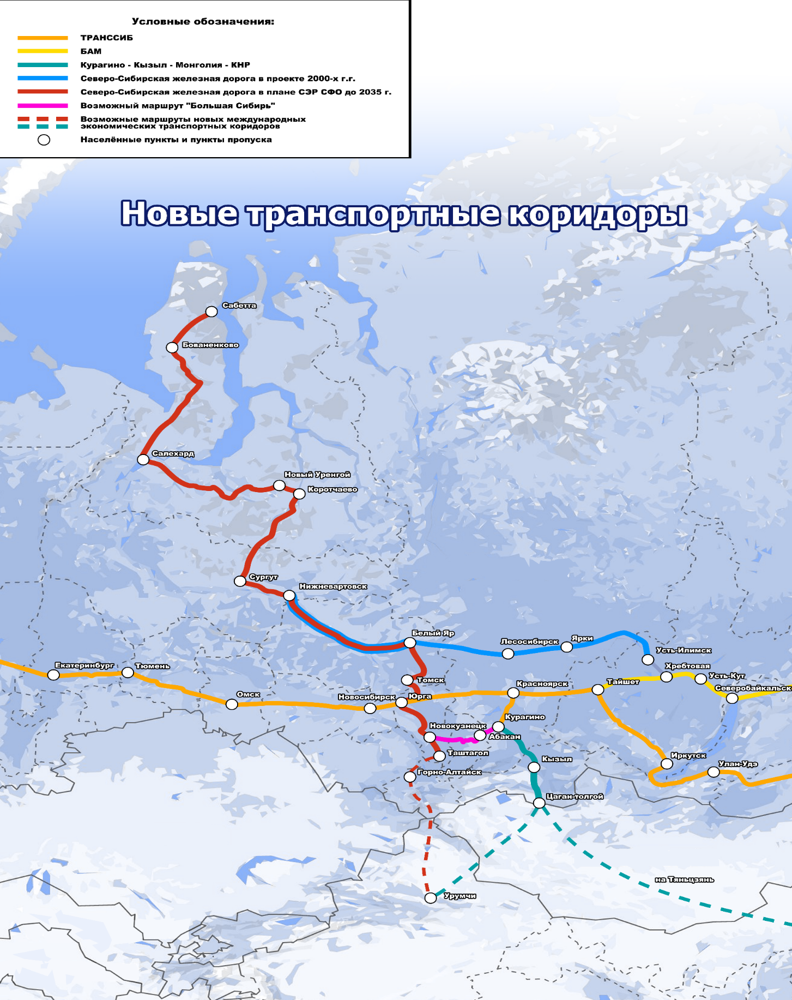 Условные обозначения:
ТРАНССИБ
БАМ
Курагино - Кызыл - Монголия - КНР
Северо-Сибирская железная дорога в проекте 2000-х г.г.
Северо-Сибирская железная дорога в плане СЭР СФО до 2035 г.
Возможный маршрут "Большая Сибирь"
Возможные маршруты новых международных
экономических транспортных коридоров
Населённые пункты и пункты пропуска
Новые транспортные коридоры
Сабетта
Бованенково
Салехард
Новый Уренгой
Коротчаево
Сургут
Нижневартовск
Белый Яр
Лесосибирск
Ярки
Усть-Илимск
Хребтовая
Усть-Кут
Северобайкальск
Екатеринбург
Тюмень
Омск
Новосибирск
Томск
Юрга
Красноярск
Тайшет
Курагино
Новокузнецк
Абакан
Таштагол
Горно-Алтайск
Кызыл
Иркутск
Улан-Удэ
Цаган-толгой
на Тяньцзянь
Урумчи